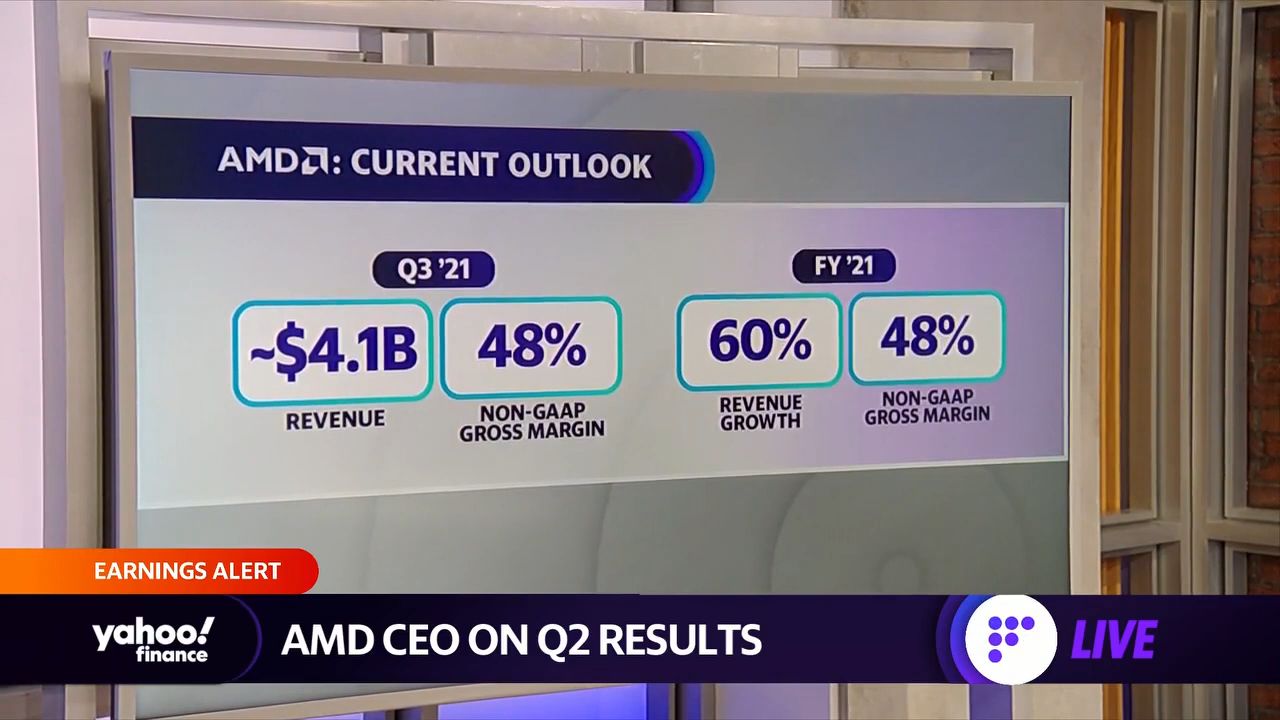 AMD: CURRENT OUTLOOK
Q3 '21
~$4.1B
REVENUE
48%
NON-GAAP
GROSS MARGIN
FY '21
60%
REVENUE
GROWTH
48%
NON-GAAP
GROSS MARGIN
EARNINGS ALERT
yahoo!
finance
AMD CEO ON Q2 RESULTS
LIVE